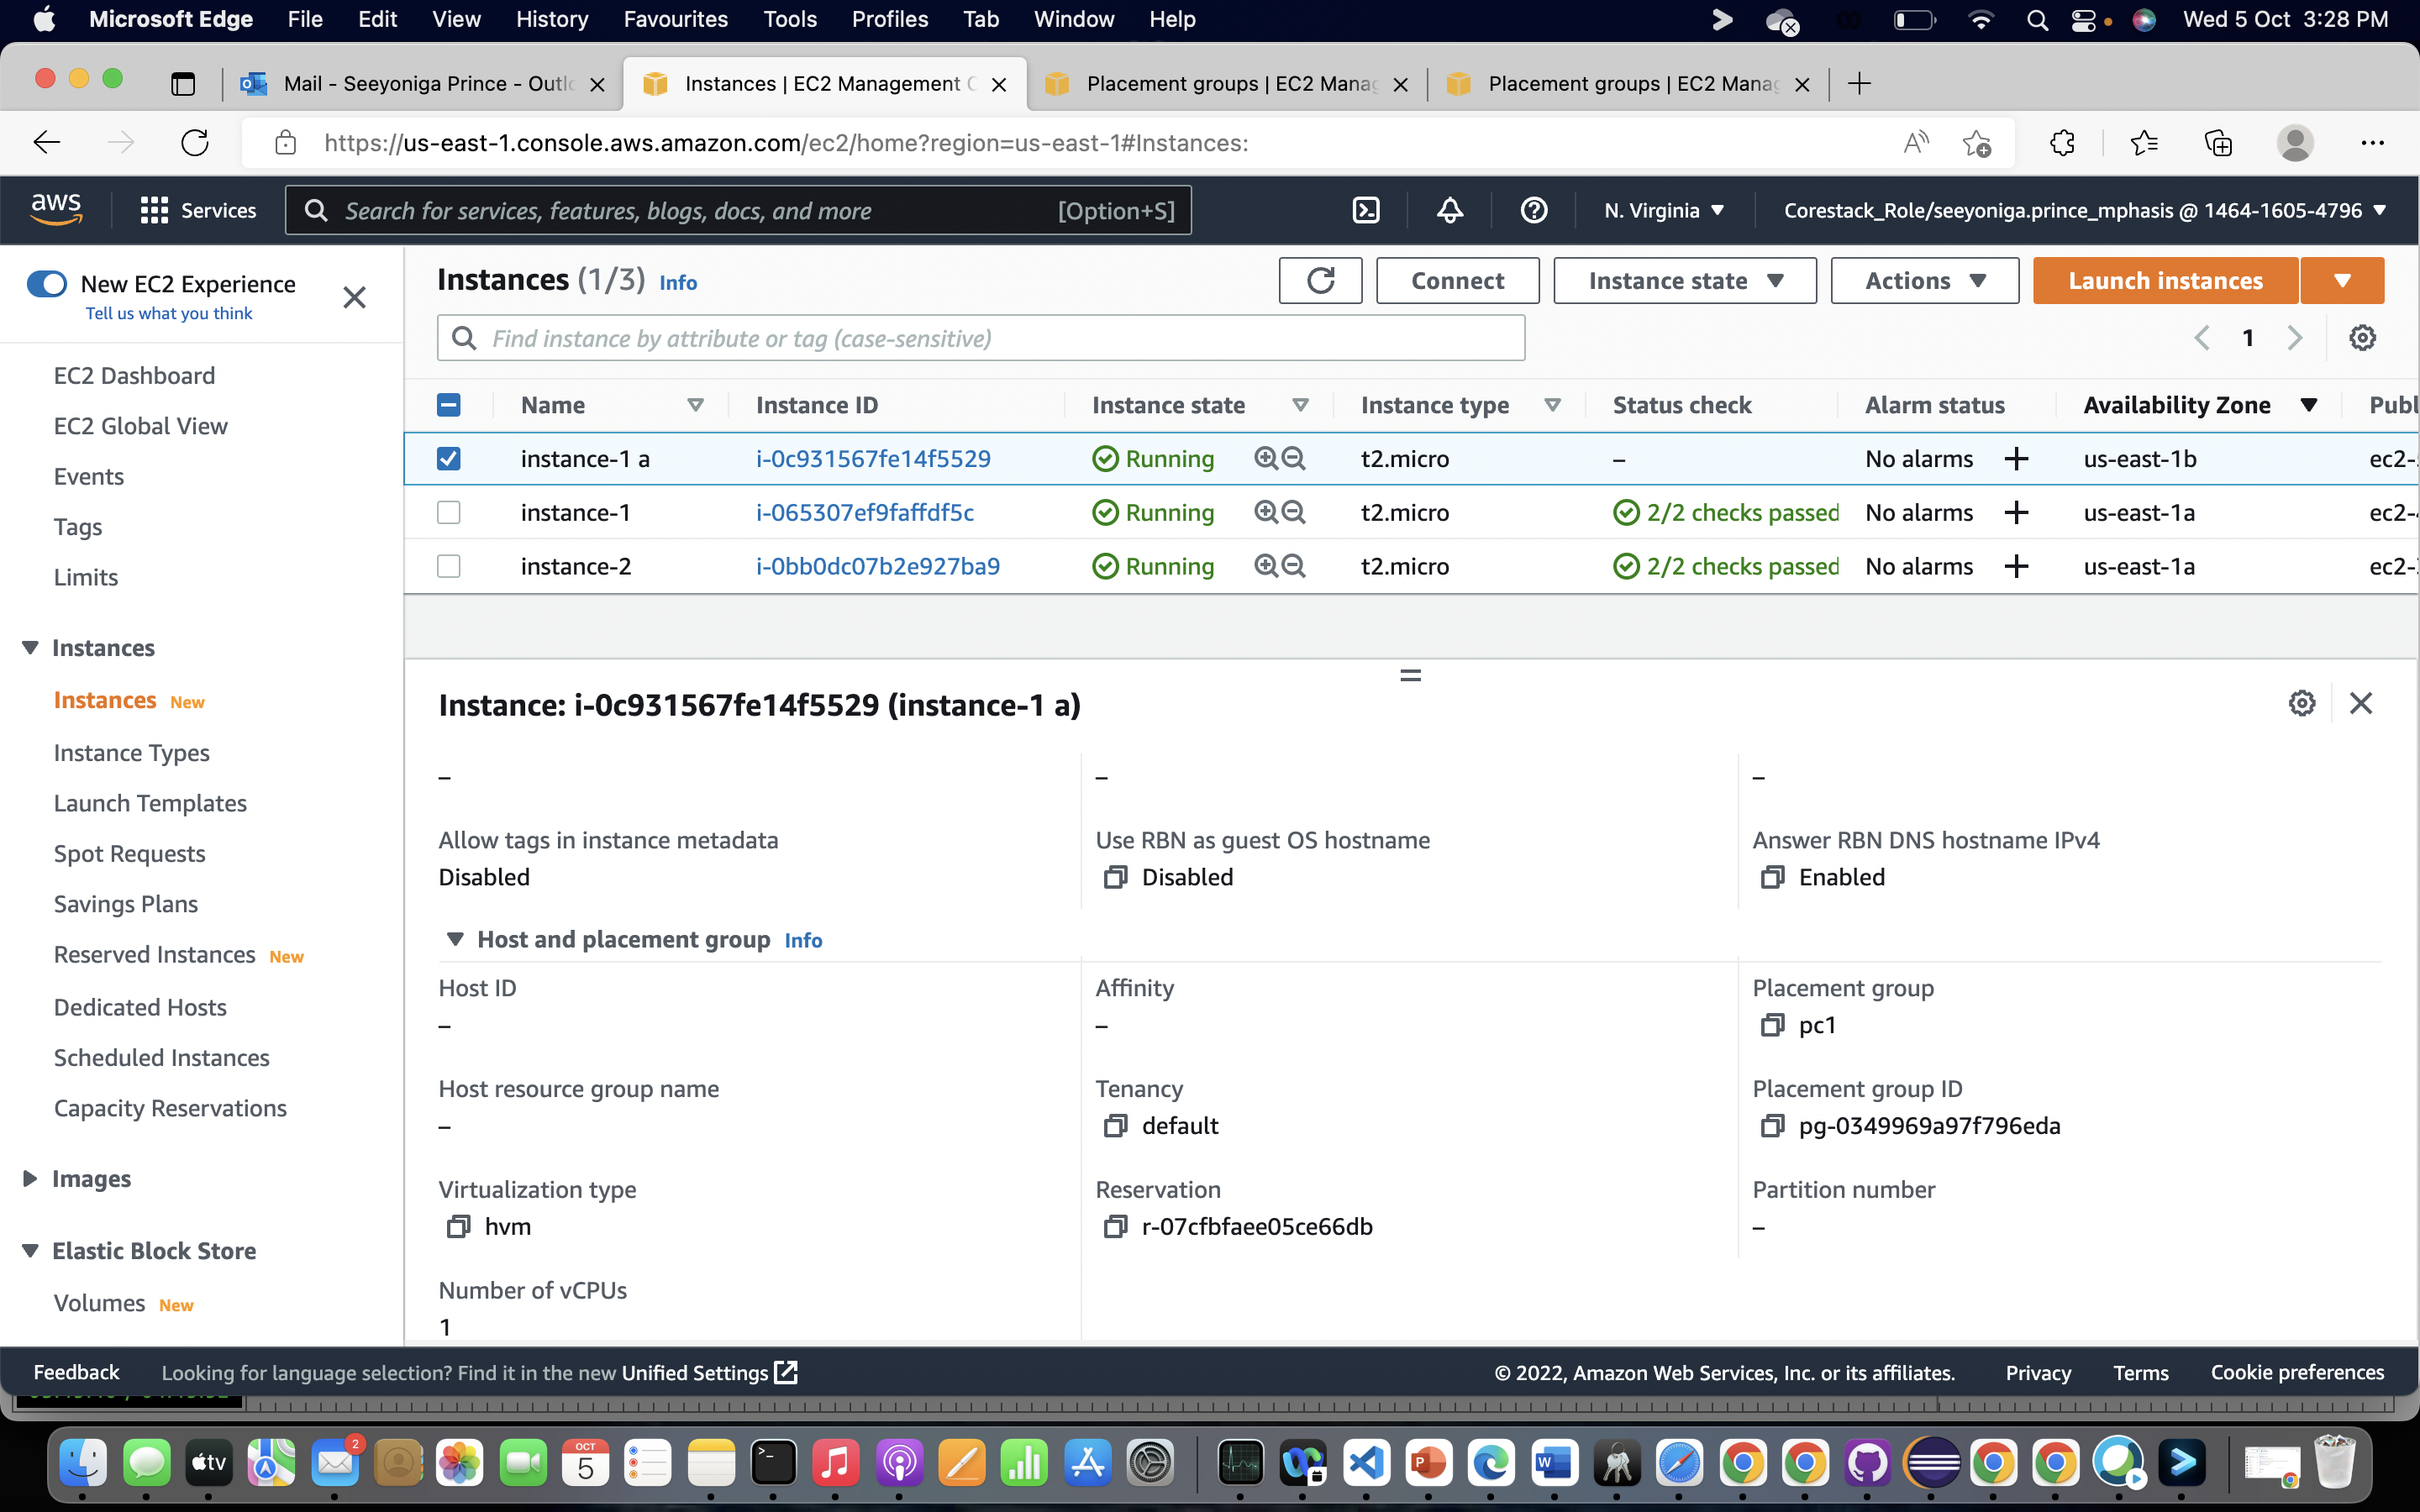 Microsoft Edge File Edit View History Favourites Tools Profiles Tab Window Help Wed 5 Oct 3:28 PM
Mail - Seeyoniga Prince - Outlo Instances | EC2 Management C Placement groups | EC2 Manag Placement groups | EC2 Manag
https://us-east-1.console.aws.amazon.com/ec2/home?region=us-east-1#Instances:
aws Services Search for services, features, blogs, docs, and more [Option+S] N. Virginia Corestack_Role/seeyoniga.prince_mphasis @ 1464-1605-4796
New EC2 Experience
Tell us what you think
EC2 Dashboard
EC2 Global View
Events
Tags
Limits
Instances
Instances New
Instance Types
Launch Templates
Spot Requests
Savings Plans
Reserved Instances New
Dedicated Hosts
Scheduled Instances
Capacity Reservations
Images
Elastic Block Store
Volumes New
Instances (1/3) Info Connect Instance state Actions Launch instances
Find instance by attribute or tag (case-sensitive) 1
Name Instance ID Instance state Instance type Status check Alarm status Availability Zone Publ
instance-1 a i-0c931567fe14f5529 Running t2.micro – No alarms + us-east-1b ec2-
instance-1 i-065307ef9faffdf5c Running t2.micro 2/2 checks passed No alarms + us-east-1a ec2-
instance-2 i-0bb0dc07b2e927ba9 Running t2.micro 2/2 checks passed No alarms + us-east-1a ec2-
Instance: i-0c931567fe14f5529 (instance-1 a)
– – –
Allow tags in instance metadata Use RBN as guest OS hostname Answer RBN DNS hostname IPv4
Disabled Disabled Enabled
Host and placement group Info
Host ID Affinity Placement group
– – pc1
Host resource group name Tenancy Placement group ID
– default pg-0349969a97f796eda
Virtualization type Reservation Partition number
hvm r-07cfbfaee05ce66db –
Number of vCPUs
1
Feedback Looking for language selection? Find it in the new Unified Settings © 2022, Amazon Web Services, Inc. or its affiliates. Privacy Terms Cookie preferences
2
tv
OCT
5
P
W